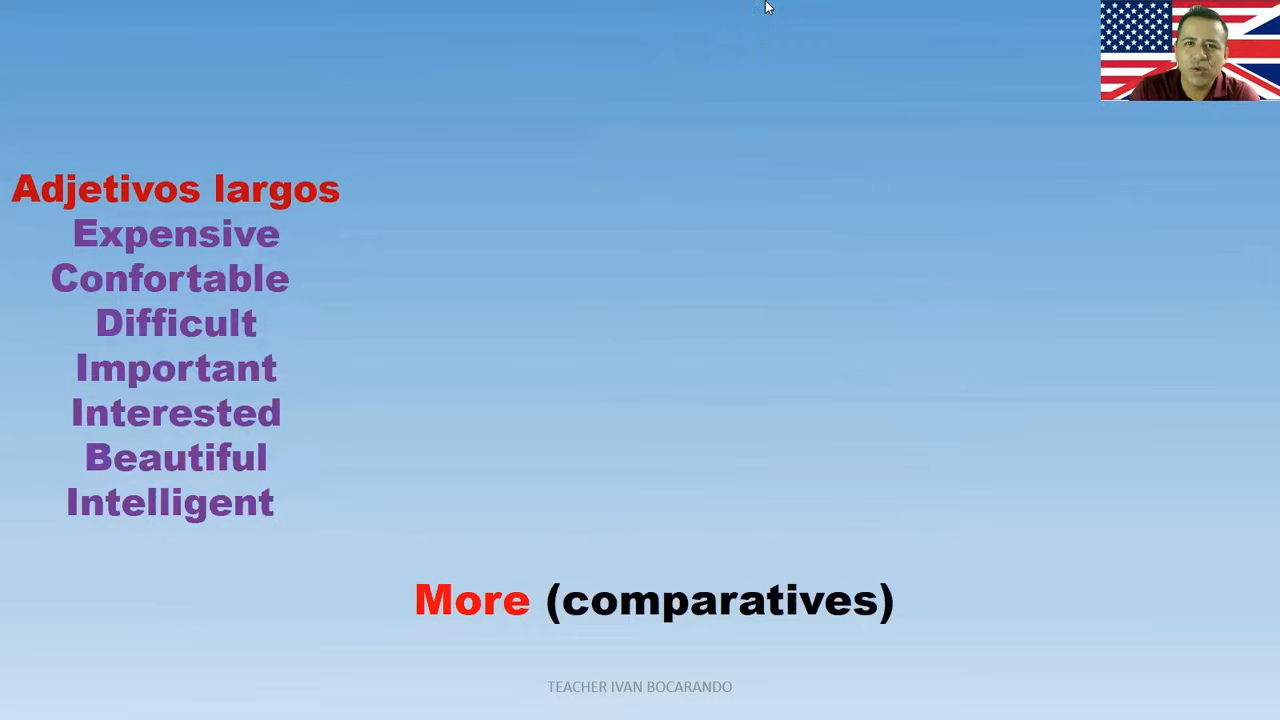 Adjetivos largos
Expensive
Confortable
Difficult
Important
Interested
Beautiful
Intelligent
More (comparatives)
TEACHER IVAN BOCARANDO